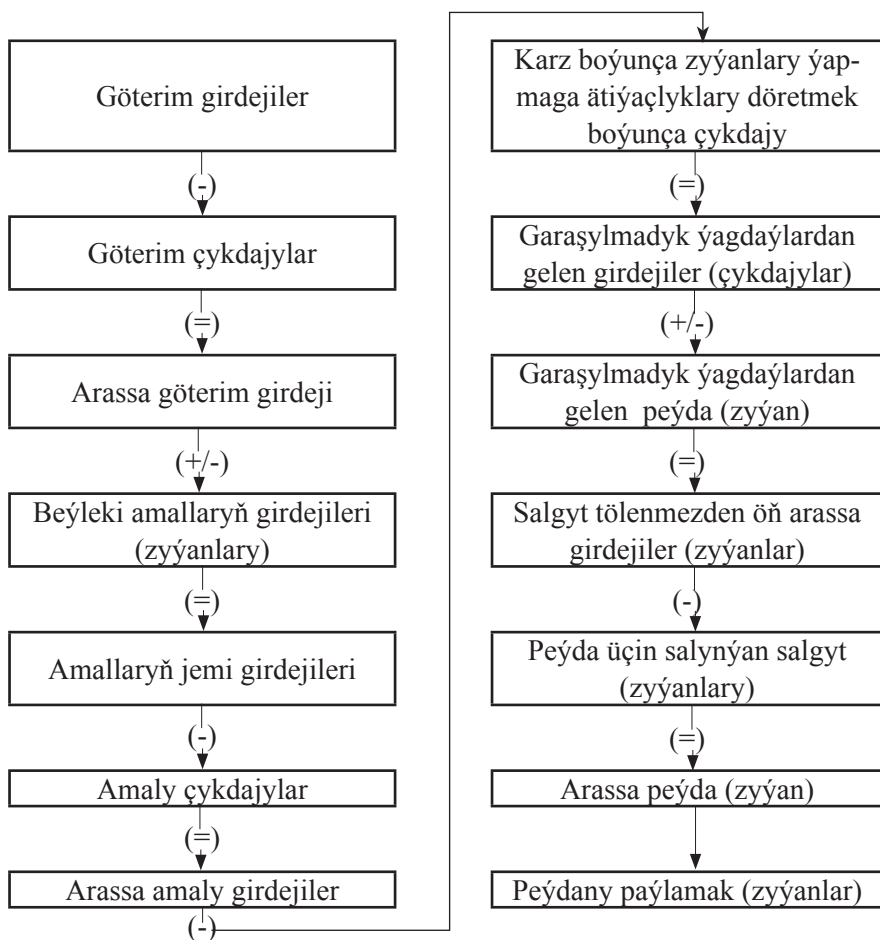 Göterim girdejiler
(-)
Göterim çykdajylar
(=)
Arassa göterim girdeji
(+/-)
Beýleki amallaryň girdejileri
(zyýanlary)
(=)
Amallaryň jemi girdejileri
(-)
Amaly çykdajylar
(=)
Arassa amaly girdejiler
(-)
Karz boýunça zyýanlary ýap-
maga ätiýaçlyklary döretmek
boýunça çykdajy
(=)
Garaşylmadyk ýagdaýlardan
gelen girdejiler (çykdajylar)
(+/-)
Garaşylmadyk ýagdaýlardan
gelen peýda (zyýan)
(=)
Salgyt tölenmezden öň arassa
girdejiler (zyýanlar)
(-)
Peýda üçin salynýan salgyt
(zyýanlary)
(=)
Arassa peýda (zyýan)
Peýdany paýlamak (zyýanlar)